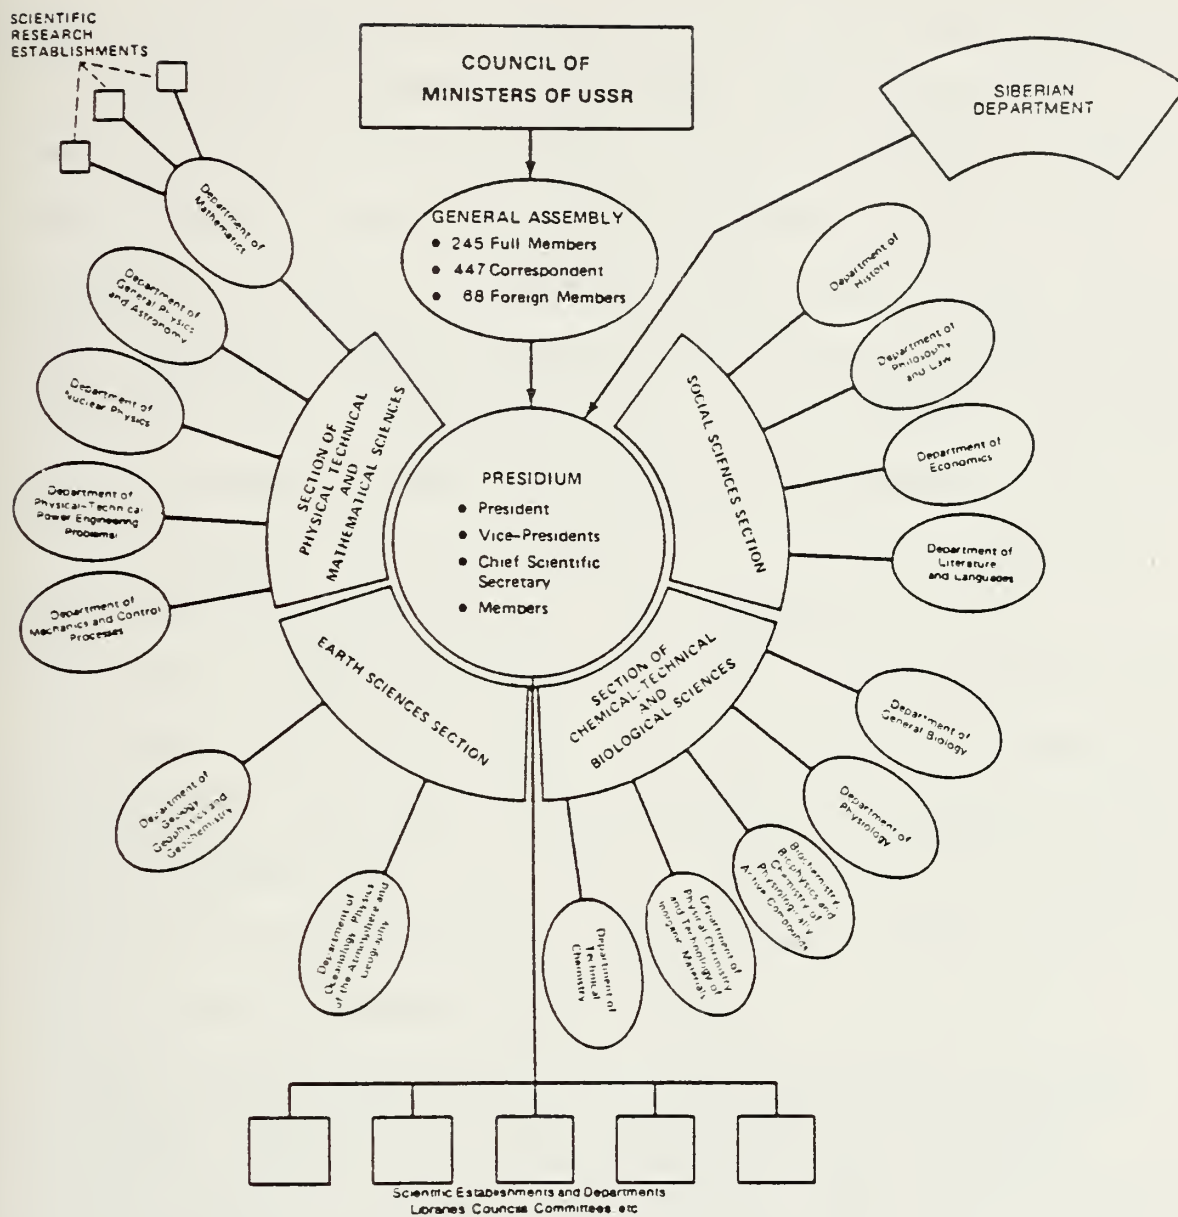 SCIENTIFIC
RESEARCH
ESTABLISHMENTS
COUNCIL OF
MINISTERS OF USSR
SIBERIAN
DEPARTMENT
GENERAL ASSEMBLY
• 245 Full Members
• 447 Correspondent
• 68 Foreign Members
Department of
Mathematics
Department of
General Physics
and Astronomy
Department of
Nuclear Physics
Department of
Physical-Technical
Power Engineering
Problems
Department of
Mechanics and Control
Processes
SECTION OF
PHYSICAL TECHNICAL
AND
MATHEMATICAL SCIENCES
PRESIDIUM
• President
• Vice-Presidents
• Chief Scientific
Secretary
• Members
SOCIAL SCIENCES SECTION
Department of
History
Department of
Philosophy
and Law
Department of
Economics
Department of
Literature
and Languages
EARTH SCIENCES SECTION
Department of
Geology
Geophysics and
Geochemistry
Department of
Oceanology Physics
of the Atmosphere and
Geography
SECTION OF
CHEMICAL-TECHNICAL
AND
BIOLOGICAL SCIENCES
Department of
General Biology
Department of
Physiology
Biochemistry,
Biophysics and
Chemistry of
Physiologically
Active Compounds
Department of
Physical Chemistry
and Technology of
Inorganic Materials
Department of
Technical
Chemistry
Scientific Estabeshments and Departments
Libraries Councss Committees etc